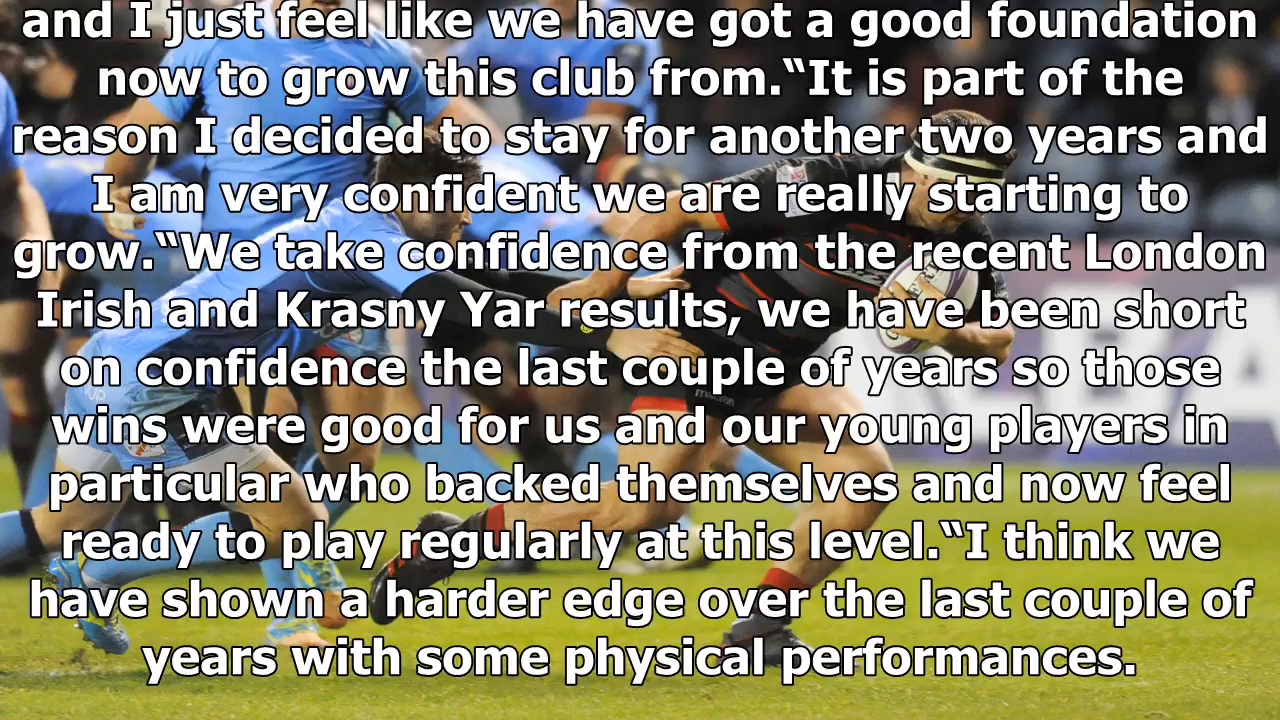 and I just feel like we have got a good foundation
now to grow this club from.“It is part of the
reason I decided to stay for another two years and
I am very confident we are really starting to
grow.“We take confidence from the recent London
Irish and Krasny Yar results, we have been short
on confidence the last couple of years so those
wins were good for us and our young players in
particular who backed themselves and now feel
ready to play regularly at this level.“I think we
have shown a harder edge over the last couple of
years with some physical performances.